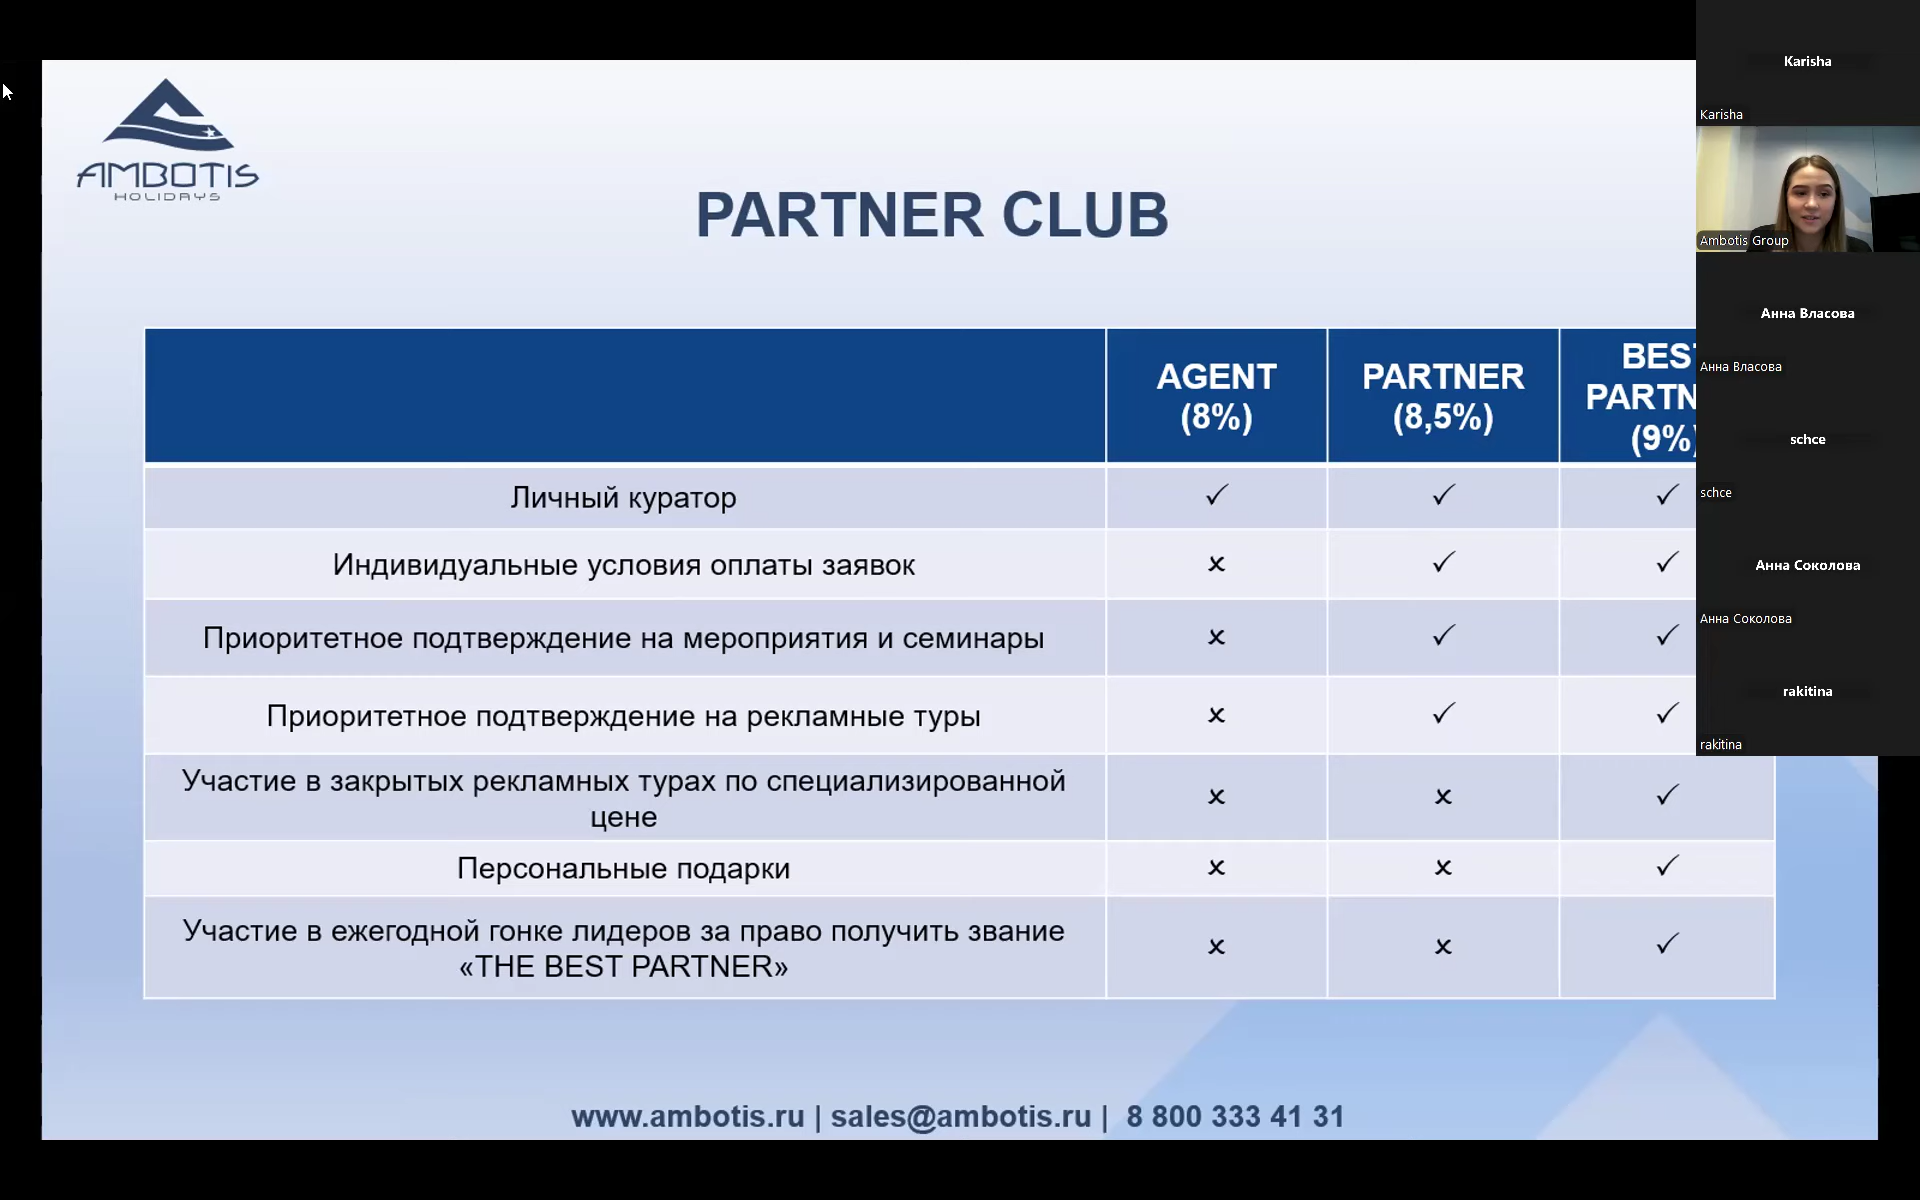 AMBOTIS
HOLIDAYS
PARTNER CLUB
AGENT
(8%)
PARTNER
(8,5%)
BEST
PARTN
(9%)
Личный куратор ✓ ✓ ✓
Индивидуальные условия оплаты заявок × ✓ ✓
Приоритетное подтверждение на мероприятия и семинары × ✓ ✓
Приоритетное подтверждение на рекламные туры × ✓ ✓
Участие в закрытых рекламных турах по специализированной
цене × × ✓
Персональные подарки × × ✓
Участие в ежегодной гонке лидеров за право получить звание
«THE BEST PARTNER» × × ✓
www.ambotis.ru | sales@ambotis.ru | 8 800 333 41 31
Karisha
Karisha
Ambotis Group
Анна Власова
Анна Власова
schce
schce
Анна Соколова
Анна Соколова
rakitina
rakitina